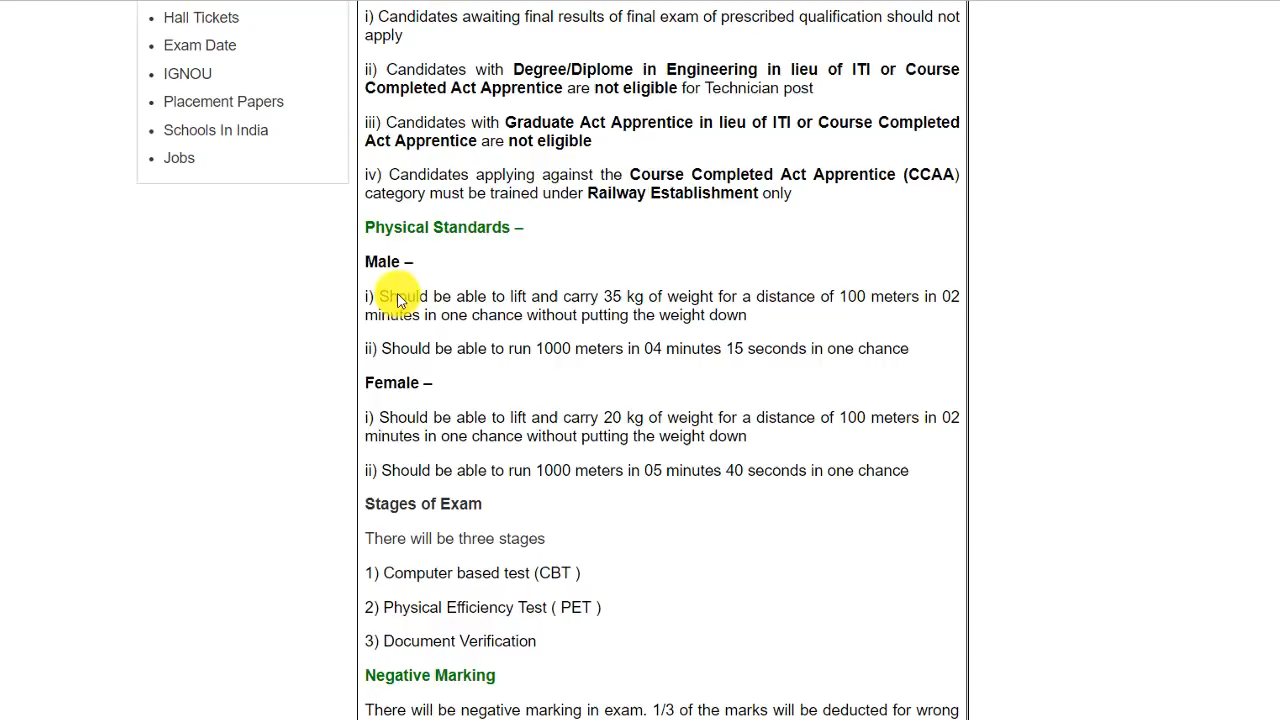 Hall Tickets
Exam Date
IGNOU
Placement Papers
Schools In India
Jobs
i) Candidates awaiting final results of final exam of prescribed qualification should not
apply
ii) Candidates with Degree/Diplome in Engineering in lieu of ITI or Course
Completed Act Apprentice are not eligible for Technician post
iii) Candidates with Graduate Act Apprentice in lieu of ITI or Course Completed
Act Apprentice are not eligible
iv) Candidates applying against the Course Completed Act Apprentice (CCAA)
category must be trained under Railway Establishment only
Physical Standards –
Male –
i) Should be able to lift and carry 35 kg of weight for a distance of 100 meters in 02
minutes in one chance without putting the weight down
ii) Should be able to run 1000 meters in 04 minutes 15 seconds in one chance
Female –
i) Should be able to lift and carry 20 kg of weight for a distance of 100 meters in 02
minutes in one chance without putting the weight down
ii) Should be able to run 1000 meters in 05 minutes 40 seconds in one chance
Stages of Exam
There will be three stages
1) Computer based test (CBT )
2) Physical Efficiency Test ( PET )
3) Document Verification
Negative Marking
There will be negative marking in exam. 1/3 of the marks will be deducted for wrong